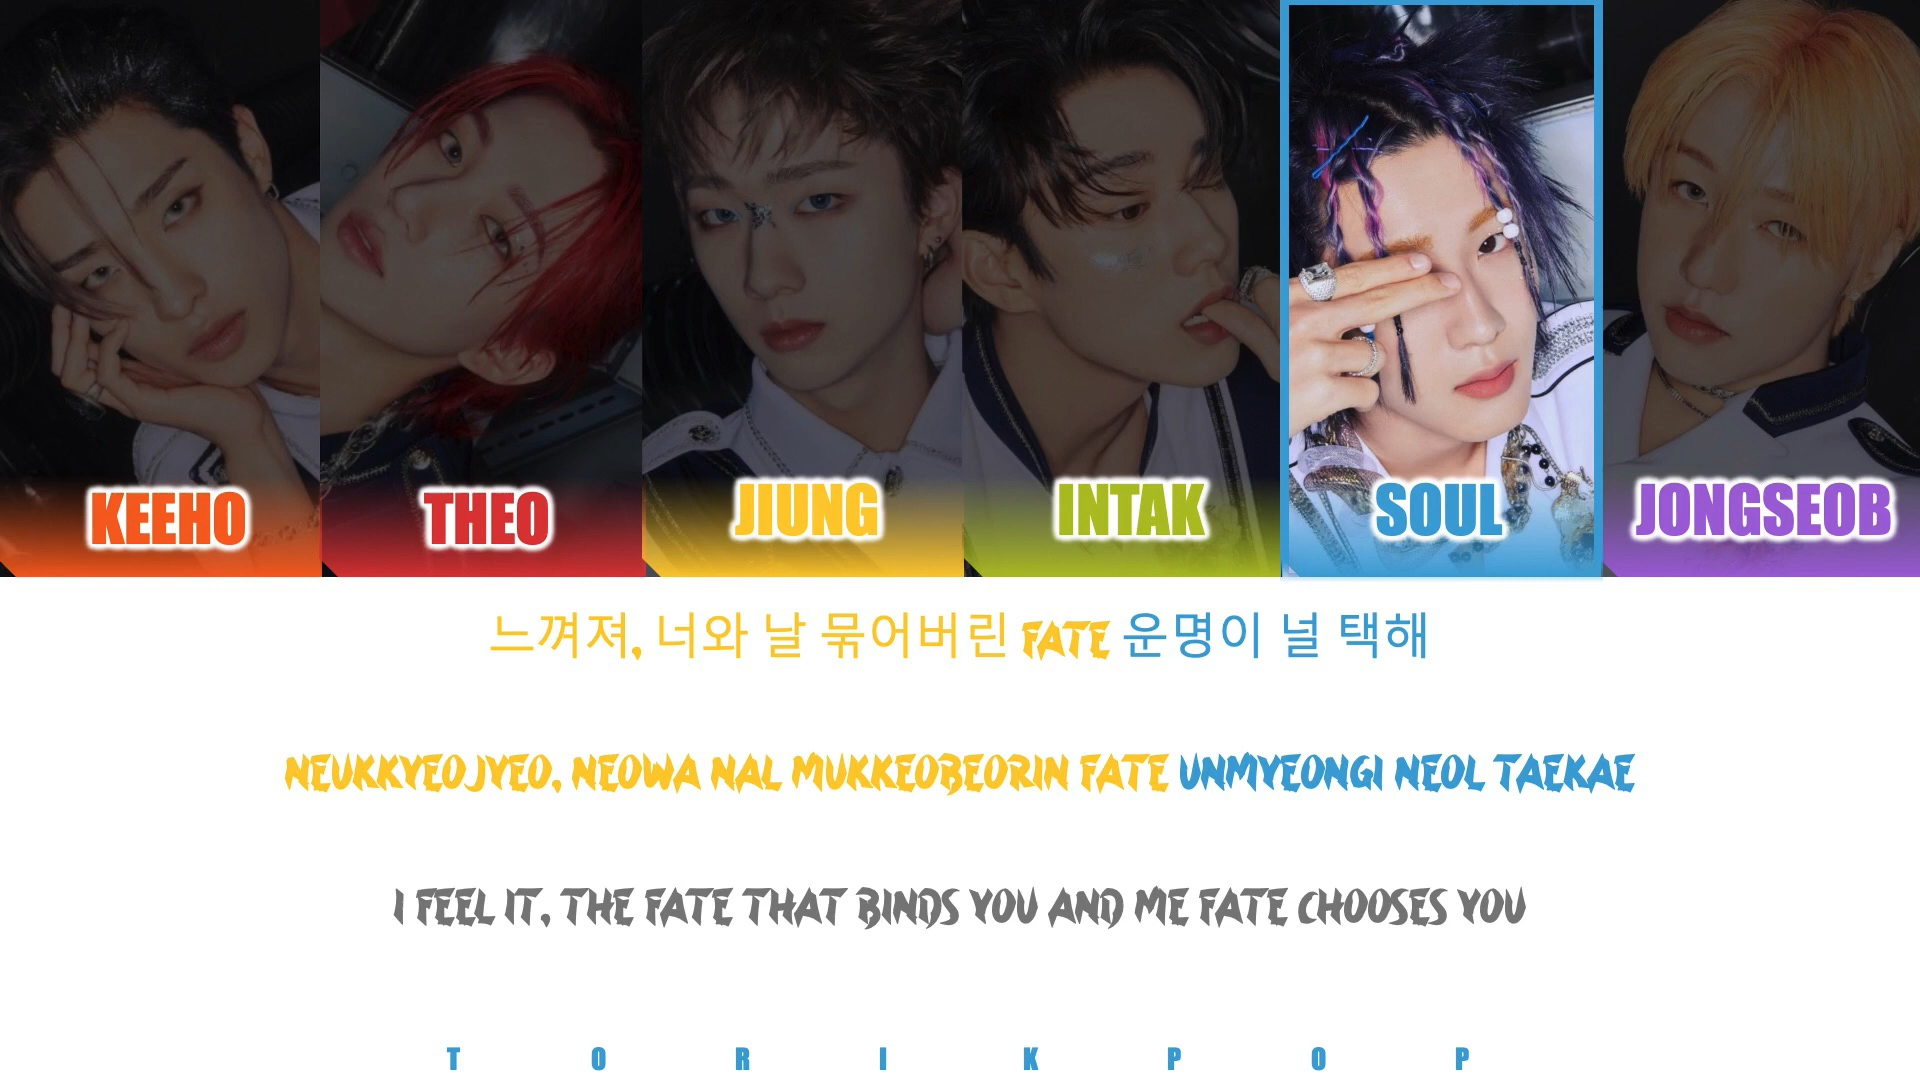 KEEHO THEO JIUNG INTAK SOUL JONGSEOB
느껴져, 너와 날 묶어버린 FATE 운명이 널 택해
NEUKKYEOJYEO, NEOWA NAL MUKKEOBEORIN FATE UNMYEONGI NEOL TAEKAE
I FEEL IT, THE FATE THAT BINDS YOU AND ME FATE CHOOSES YOU
T O R I K P O P